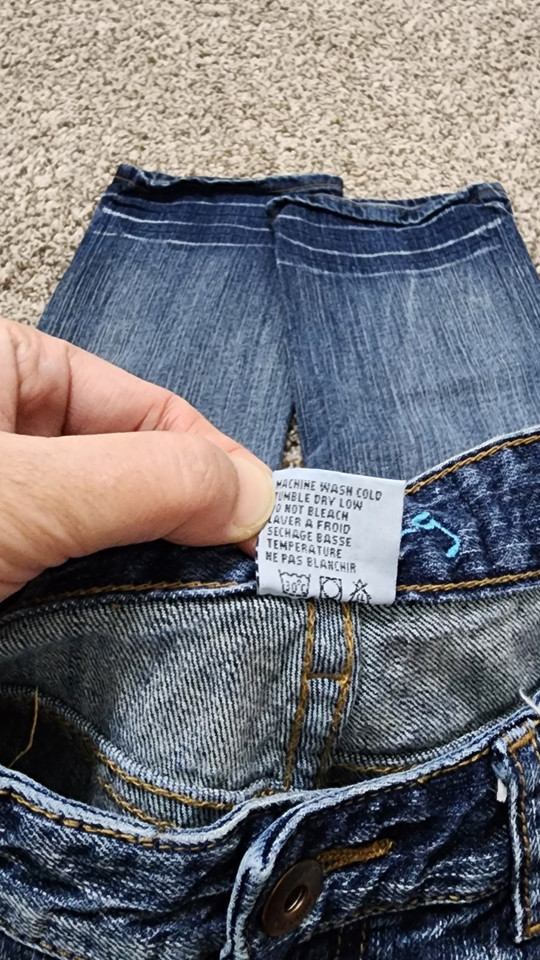 MACHINE WASH COLD
TUMBLE DRY LOW
DO NOT BLEACH
LAVER A FROID
SECHAGE BASSE
TEMPERATURE
NE PAS BLANCHIR